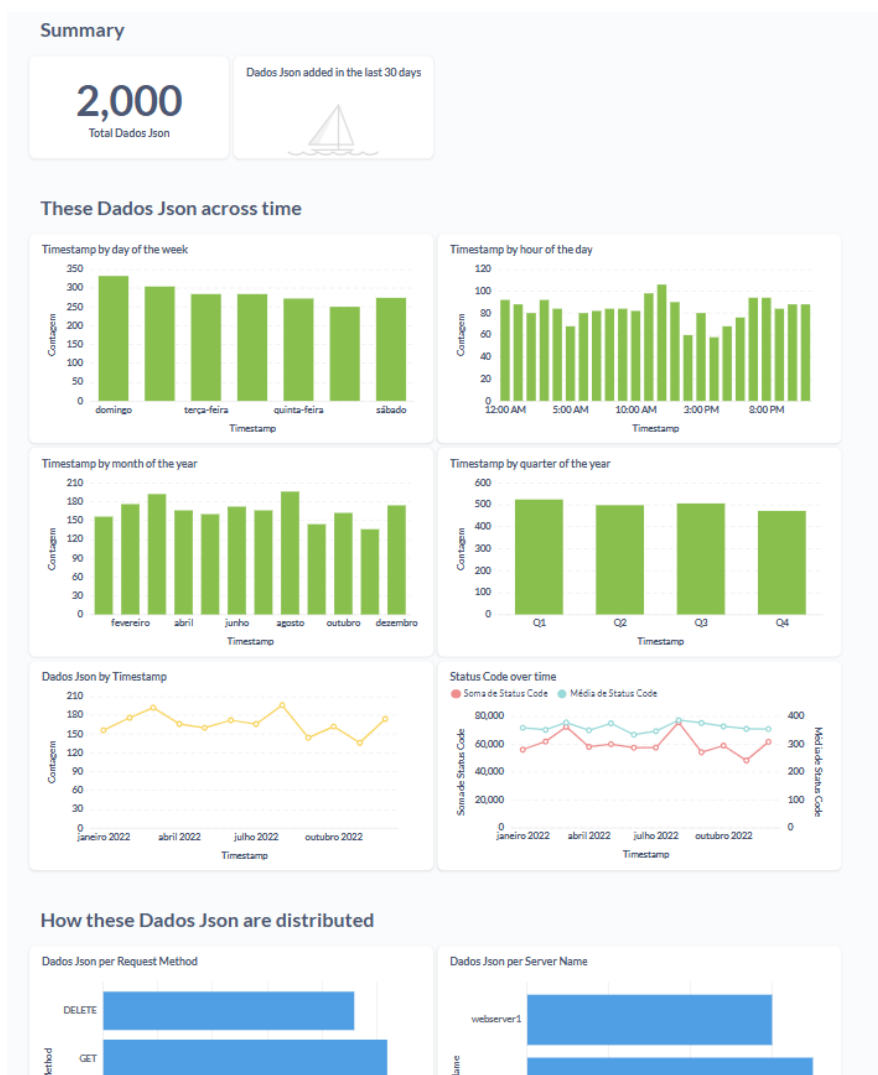 Summary
2,000
Total Dados Json
Dados Json added in the last 30 days
These Dados Json across time
Timestamp by day of the week
350
300
250
200
150
100
50
0
Contagem
domingo terça-feira quinta-feira sábado
Timestamp
Timestamp by hour of the day
120
100
80
60
40
20
0
Contagem
12:00 AM 5:00 AM 10:00 AM 3:00 PM 8:00 PM
Timestamp
Timestamp by month of the year
210
180
150
120
90
60
30
0
Contagem
fevereiro abril junho agosto outubro dezembro
Timestamp
Timestamp by quarter of the year
600
500
400
300
200
100
0
Contagem
Q1 Q2 Q3 Q4
Timestamp
Dados Json by Timestamp
210
180
150
120
90
60
30
0
Contagem
janeiro 2022 abril 2022 julho 2022 outubro 2022
Timestamp
Status Code over time
Soma de Status Code Média de Status Code
80,000
60,000
40,000
20,000
0
Soma de Status Code
400
300
200
100
0
Média de Status Code
janeiro 2022 abril 2022 julho 2022 outubro 2022
Timestamp
How these Dados Json are distributed
Dados Json per Request Method
DELETE
GET
Method
Dados Json per Server Name
webserver1
Name